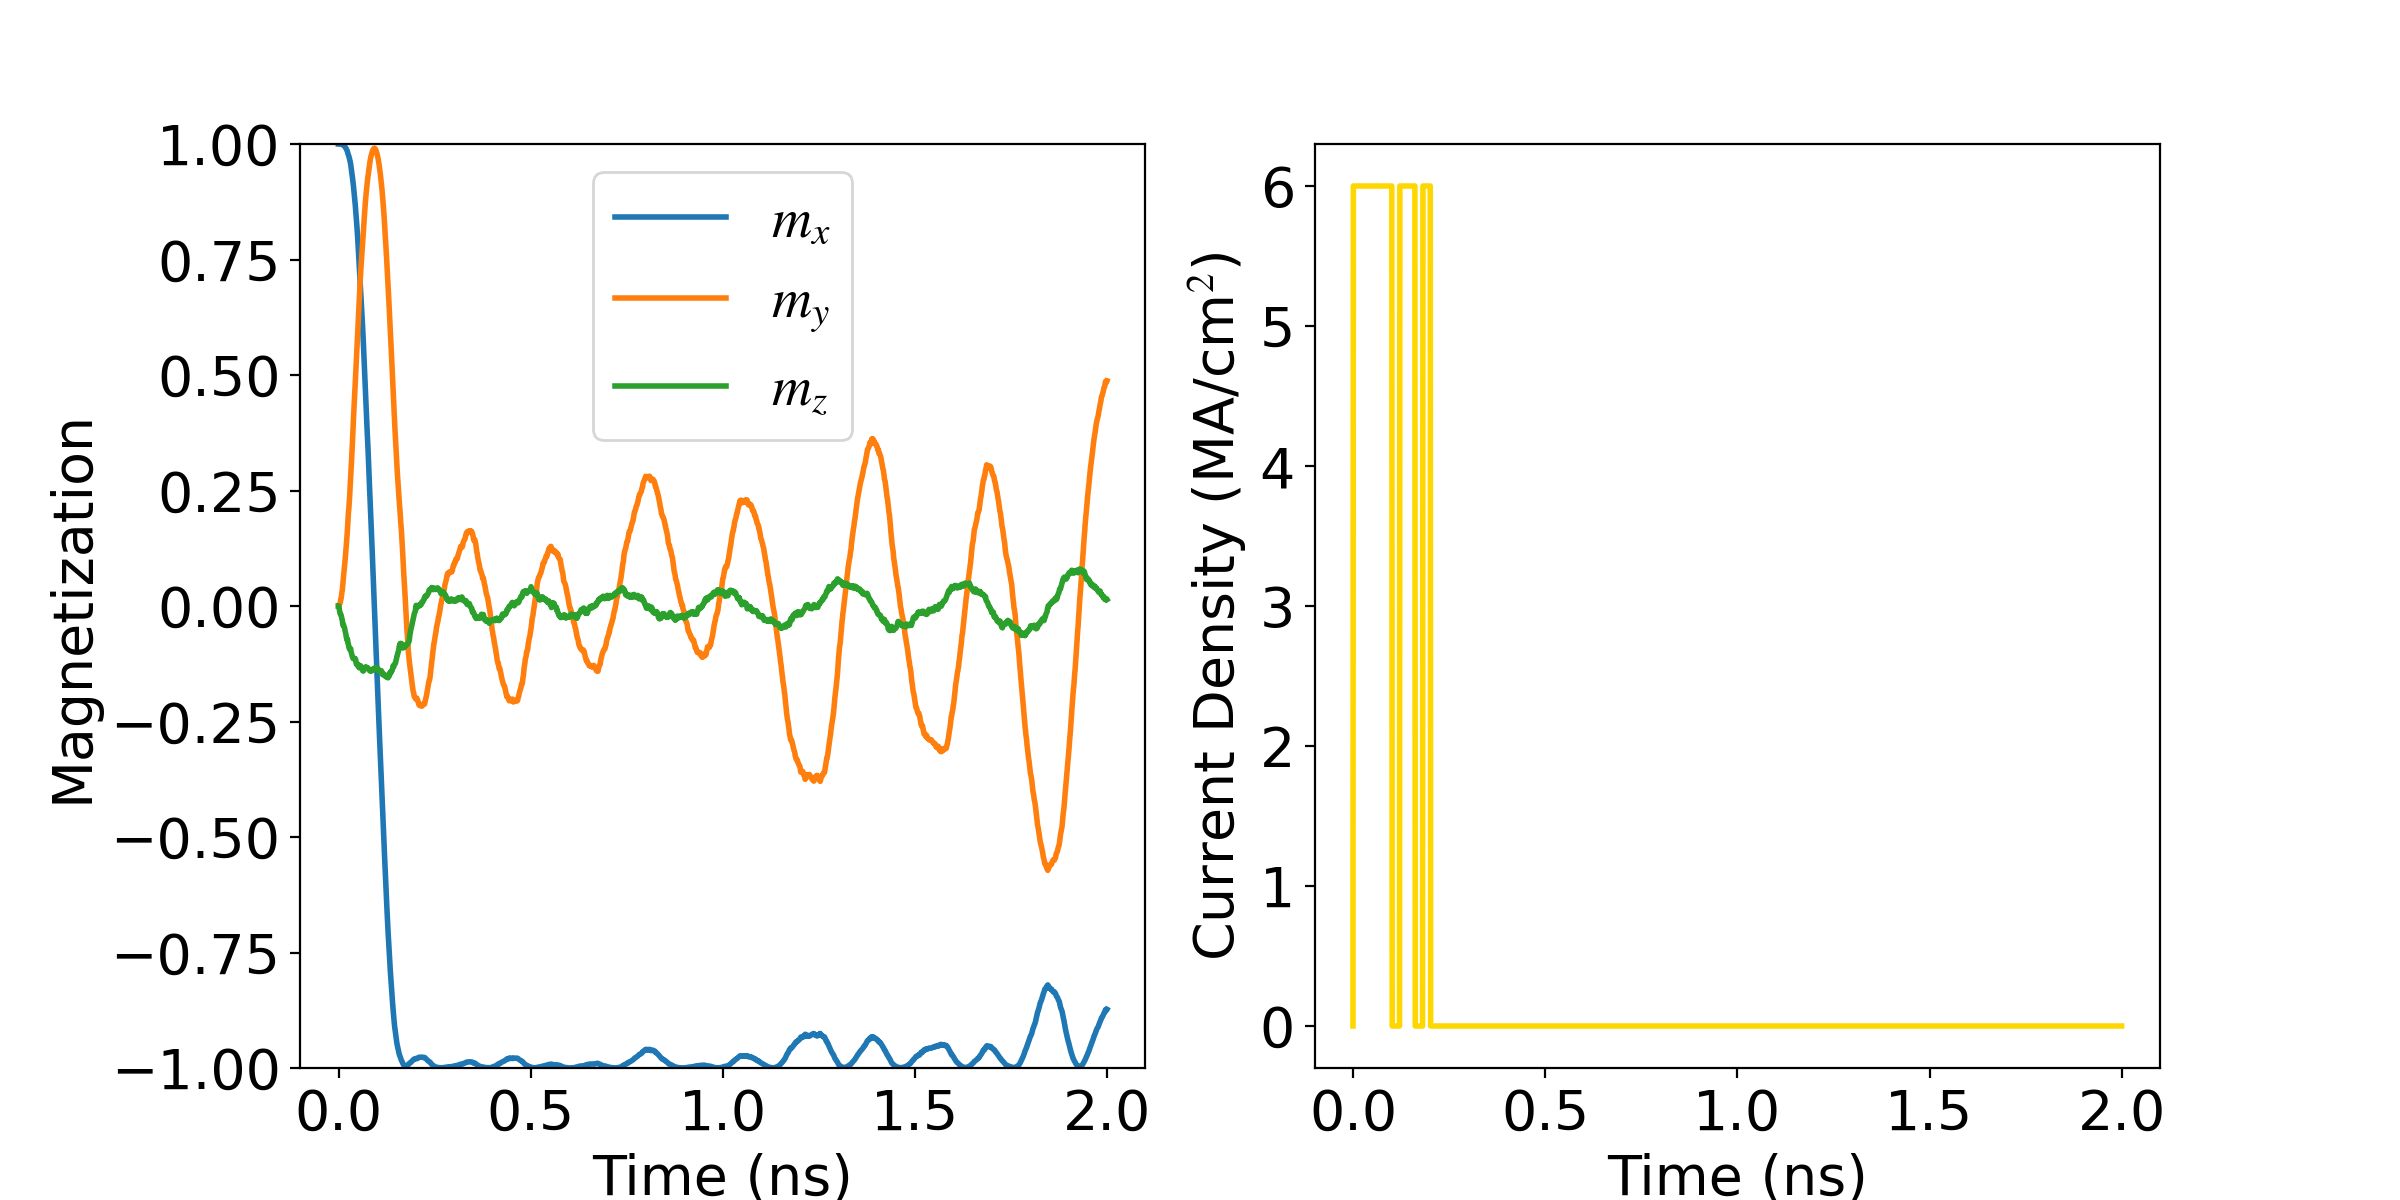 1.00
0.75
0.50
0.25
0.00
−0.25
−0.50
−0.75
−1.00
Magnetization
0.0 0.5 1.0 1.5 2.0
Time (ns)
m_x
m_y
m_z
6
5
4
3
2
1
0
Current Density (MA/cm²)
0.0 0.5 1.0 1.5 2.0
Time (ns)